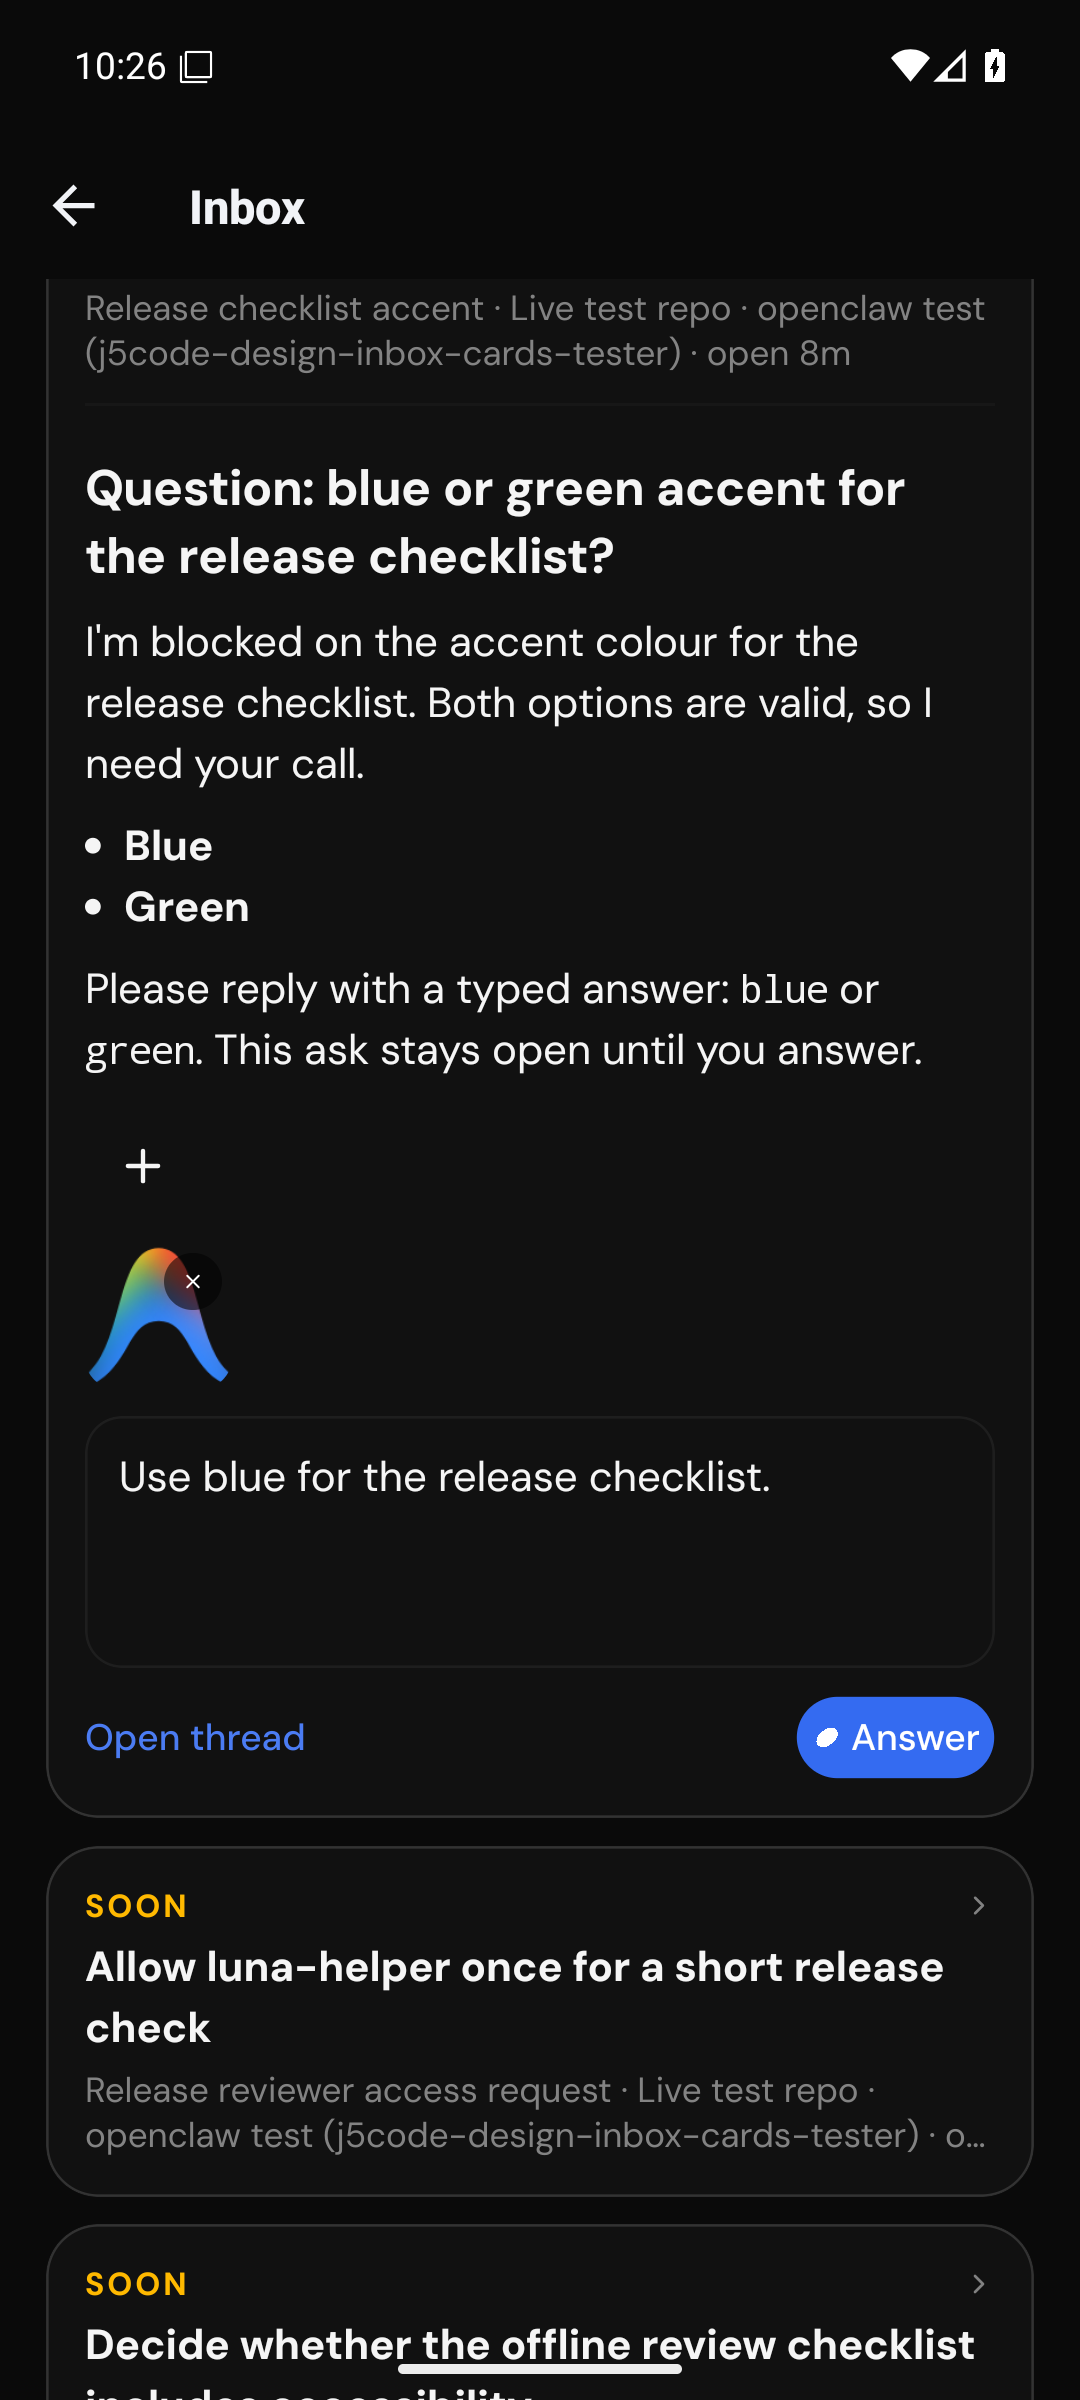 10:26
Inbox
Release checklist accent · Live test repo · openclaw test
(j5code-design-inbox-cards-tester) · open 8m
Question: blue or green accent for
the release checklist?
I'm blocked on the accent colour for the
release checklist. Both options are valid, so I
need your call.
• Blue
• Green
Please reply with a typed answer: blue or
green. This ask stays open until you answer.
Use blue for the release checklist.
Open thread
Answer
SOON
Allow luna-helper once for a short release
check
Release reviewer access request · Live test repo ·
openclaw test (j5code-design-inbox-cards-tester) · o...
SOON
Decide whether the offline review checklist
includes accessibility